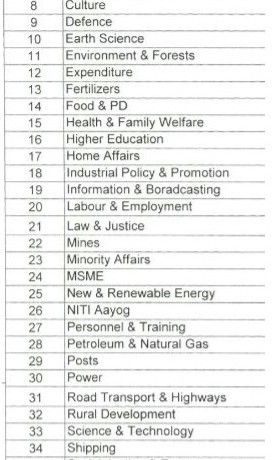 8 Culture
9 Defence
10 Earth Science
11 Environment & Forests
12 Expenditure
13 Fertilizers
14 Food & PD
15 Health & Family Welfare
16 Higher Education
17 Home Affairs
18 Industrial Policy & Promotion
19 Information & Boradcasting
20 Labour & Employment
21 Law & Justice
22 Mines
23 Minority Affairs
24 MSME
25 New & Renewable Energy
26 NITI Aayog
27 Personnel & Training
28 Petroleum & Natural Gas
29 Posts
30 Power
31 Road Transport & Highways
32 Rural Development
33 Science & Technology
34 Shipping